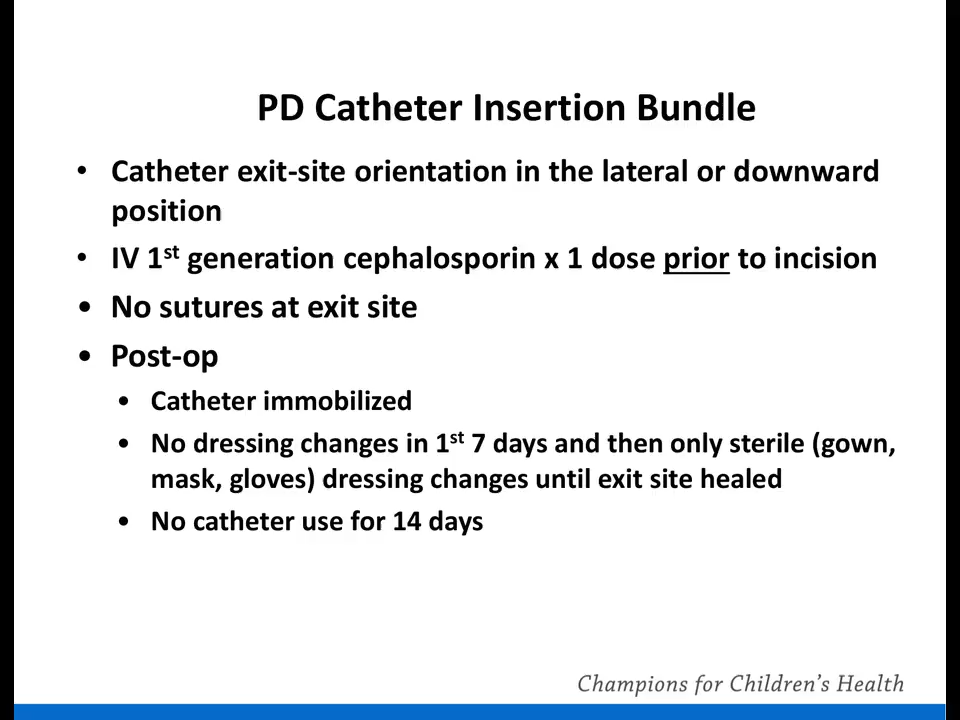 PD Catheter Insertion Bundle
• Catheter exit-site orientation in the lateral or downward
position
• IV 1st generation cephalosporin x 1 dose prior to incision
• No sutures at exit site
• Post-op
• Catheter immobilized
• No dressing changes in 1st 7 days and then only sterile (gown,
mask, gloves) dressing changes until exit site healed
• No catheter use for 14 days
Champions for Children's Health